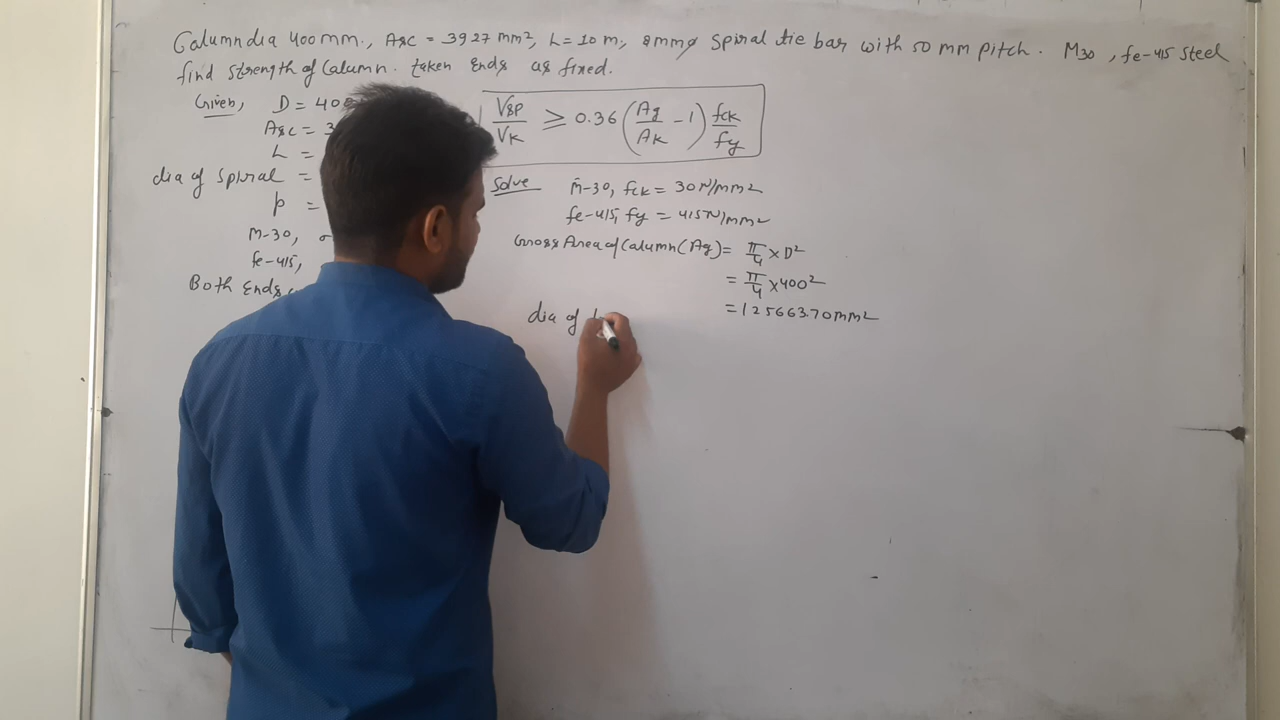 Column dia 400 mm., Asc = 3927 mm², L = 10 m, 8mmφ spiral tie bar with 50 mm pitch. M30, fe-415 steel
find strength of Column. taken Ends as fixed.
Given, D = 400
Asc = 3
L =
dia of spiral =
p =
M-30,
fe-415,
Both Ends
Vsp/Vk ≥ 0.36 (Ag/Ak - 1) fck/fy
Solve M-30, fck = 30 N/mm²
fe-415, fy = 415 N/mm²
Gross Area of Column (Ag) = π/4 × D²
= π/4 × 400²
= 125663.70 mm²
dia of